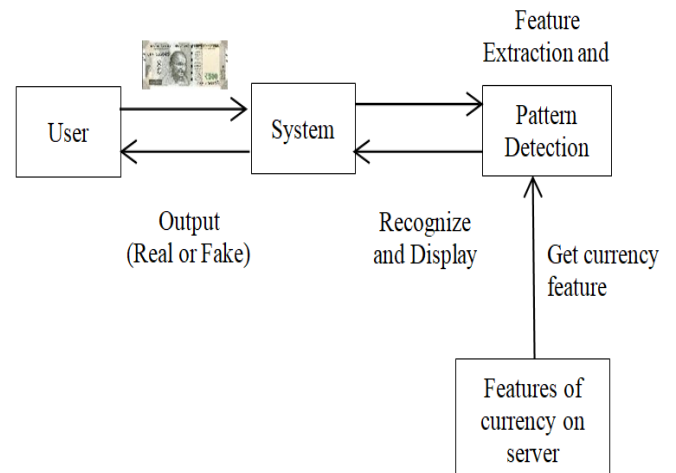 Feature
Extraction and
User
System
Pattern
Detection
Output
(Real or Fake)
Recognize
and Display
Get currency
feature
Features of
currency on
server